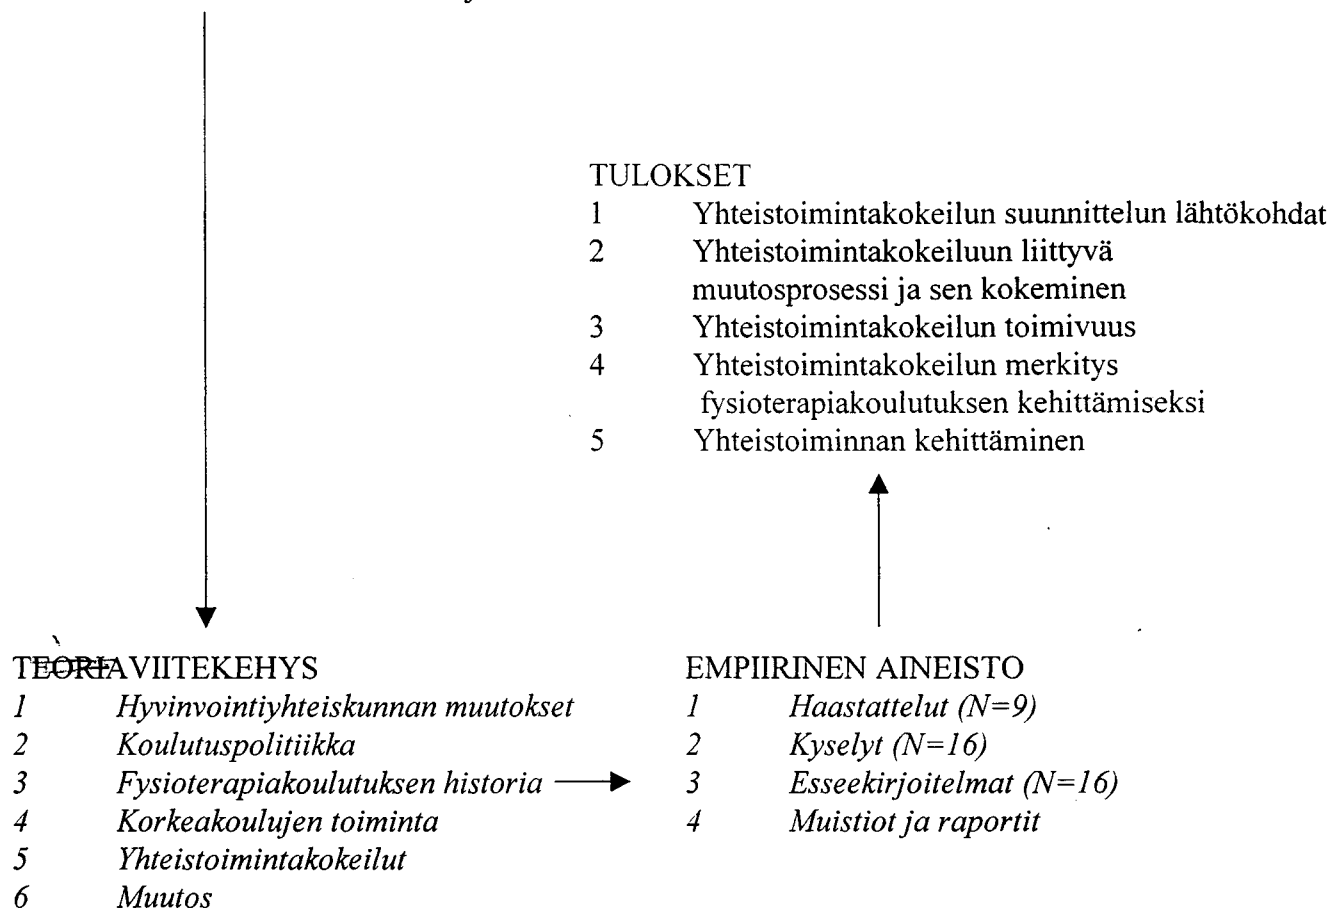 TULOKSET
1 Yhteistoimintakokeilun suunnittelun lähtökohdat
2 Yhteistoimintakokeiluun liittyvä
muutosprosessi ja sen kokeminen
3 Yhteistoimintakokeilun toimivuus
4 Yhteistoimintakokeilun merkitys
fysioterapiakoulutuksen kehittämiseksi
5 Yhteistoiminnan kehittäminen
TEORIAVIITEKEHYS
1 Hyvinvointiyhteiskunnan muutokset
2 Koulutuspolitiikka
3 Fysioterapiakoulutuksen historia
4 Korkeakoulujen toiminta
5 Yhteistoimintakokeilut
6 Muutos
EMPIIRINEN AINEISTO
1 Haastattelut (N=9)
2 Kyselyt (N=16)
3 Esseekirjoitelmat (N=16)
4 Muistiot ja raportit